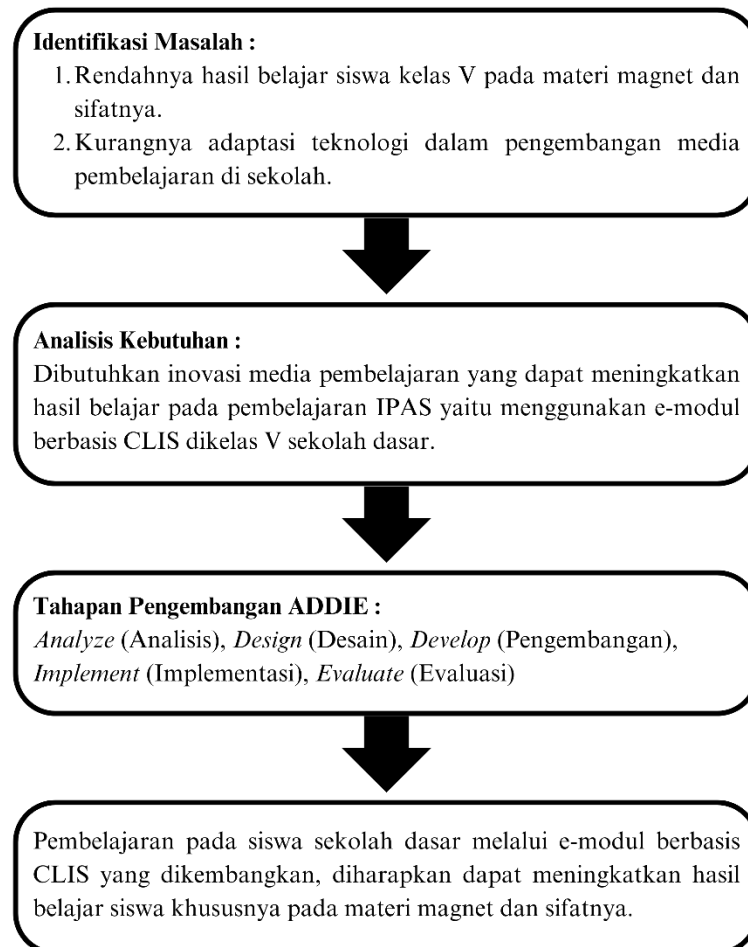 Identifikasi Masalah :
1. Rendahnya hasil belajar siswa kelas V pada materi magnet dan
sifatnya.
2. Kurangnya adaptasi teknologi dalam pengembangan media
pembelajaran di sekolah.
Analisis Kebutuhan :
Dibutuhkan inovasi media pembelajaran yang dapat meningkatkan
hasil belajar pada pembelajaran IPAS yaitu menggunakan e-modul
berbasis CLIS dikelas V sekolah dasar.
Tahapan Pengembangan ADDIE :
Analyze (Analisis), Design (Desain), Develop (Pengembangan),
Implement (Implementasi), Evaluate (Evaluasi)
Pembelajaran pada siswa sekolah dasar melalui e-modul berbasis
CLIS yang dikembangkan, diharapkan dapat meningkatkan hasil
belajar siswa khususnya pada materi magnet dan sifatnya.